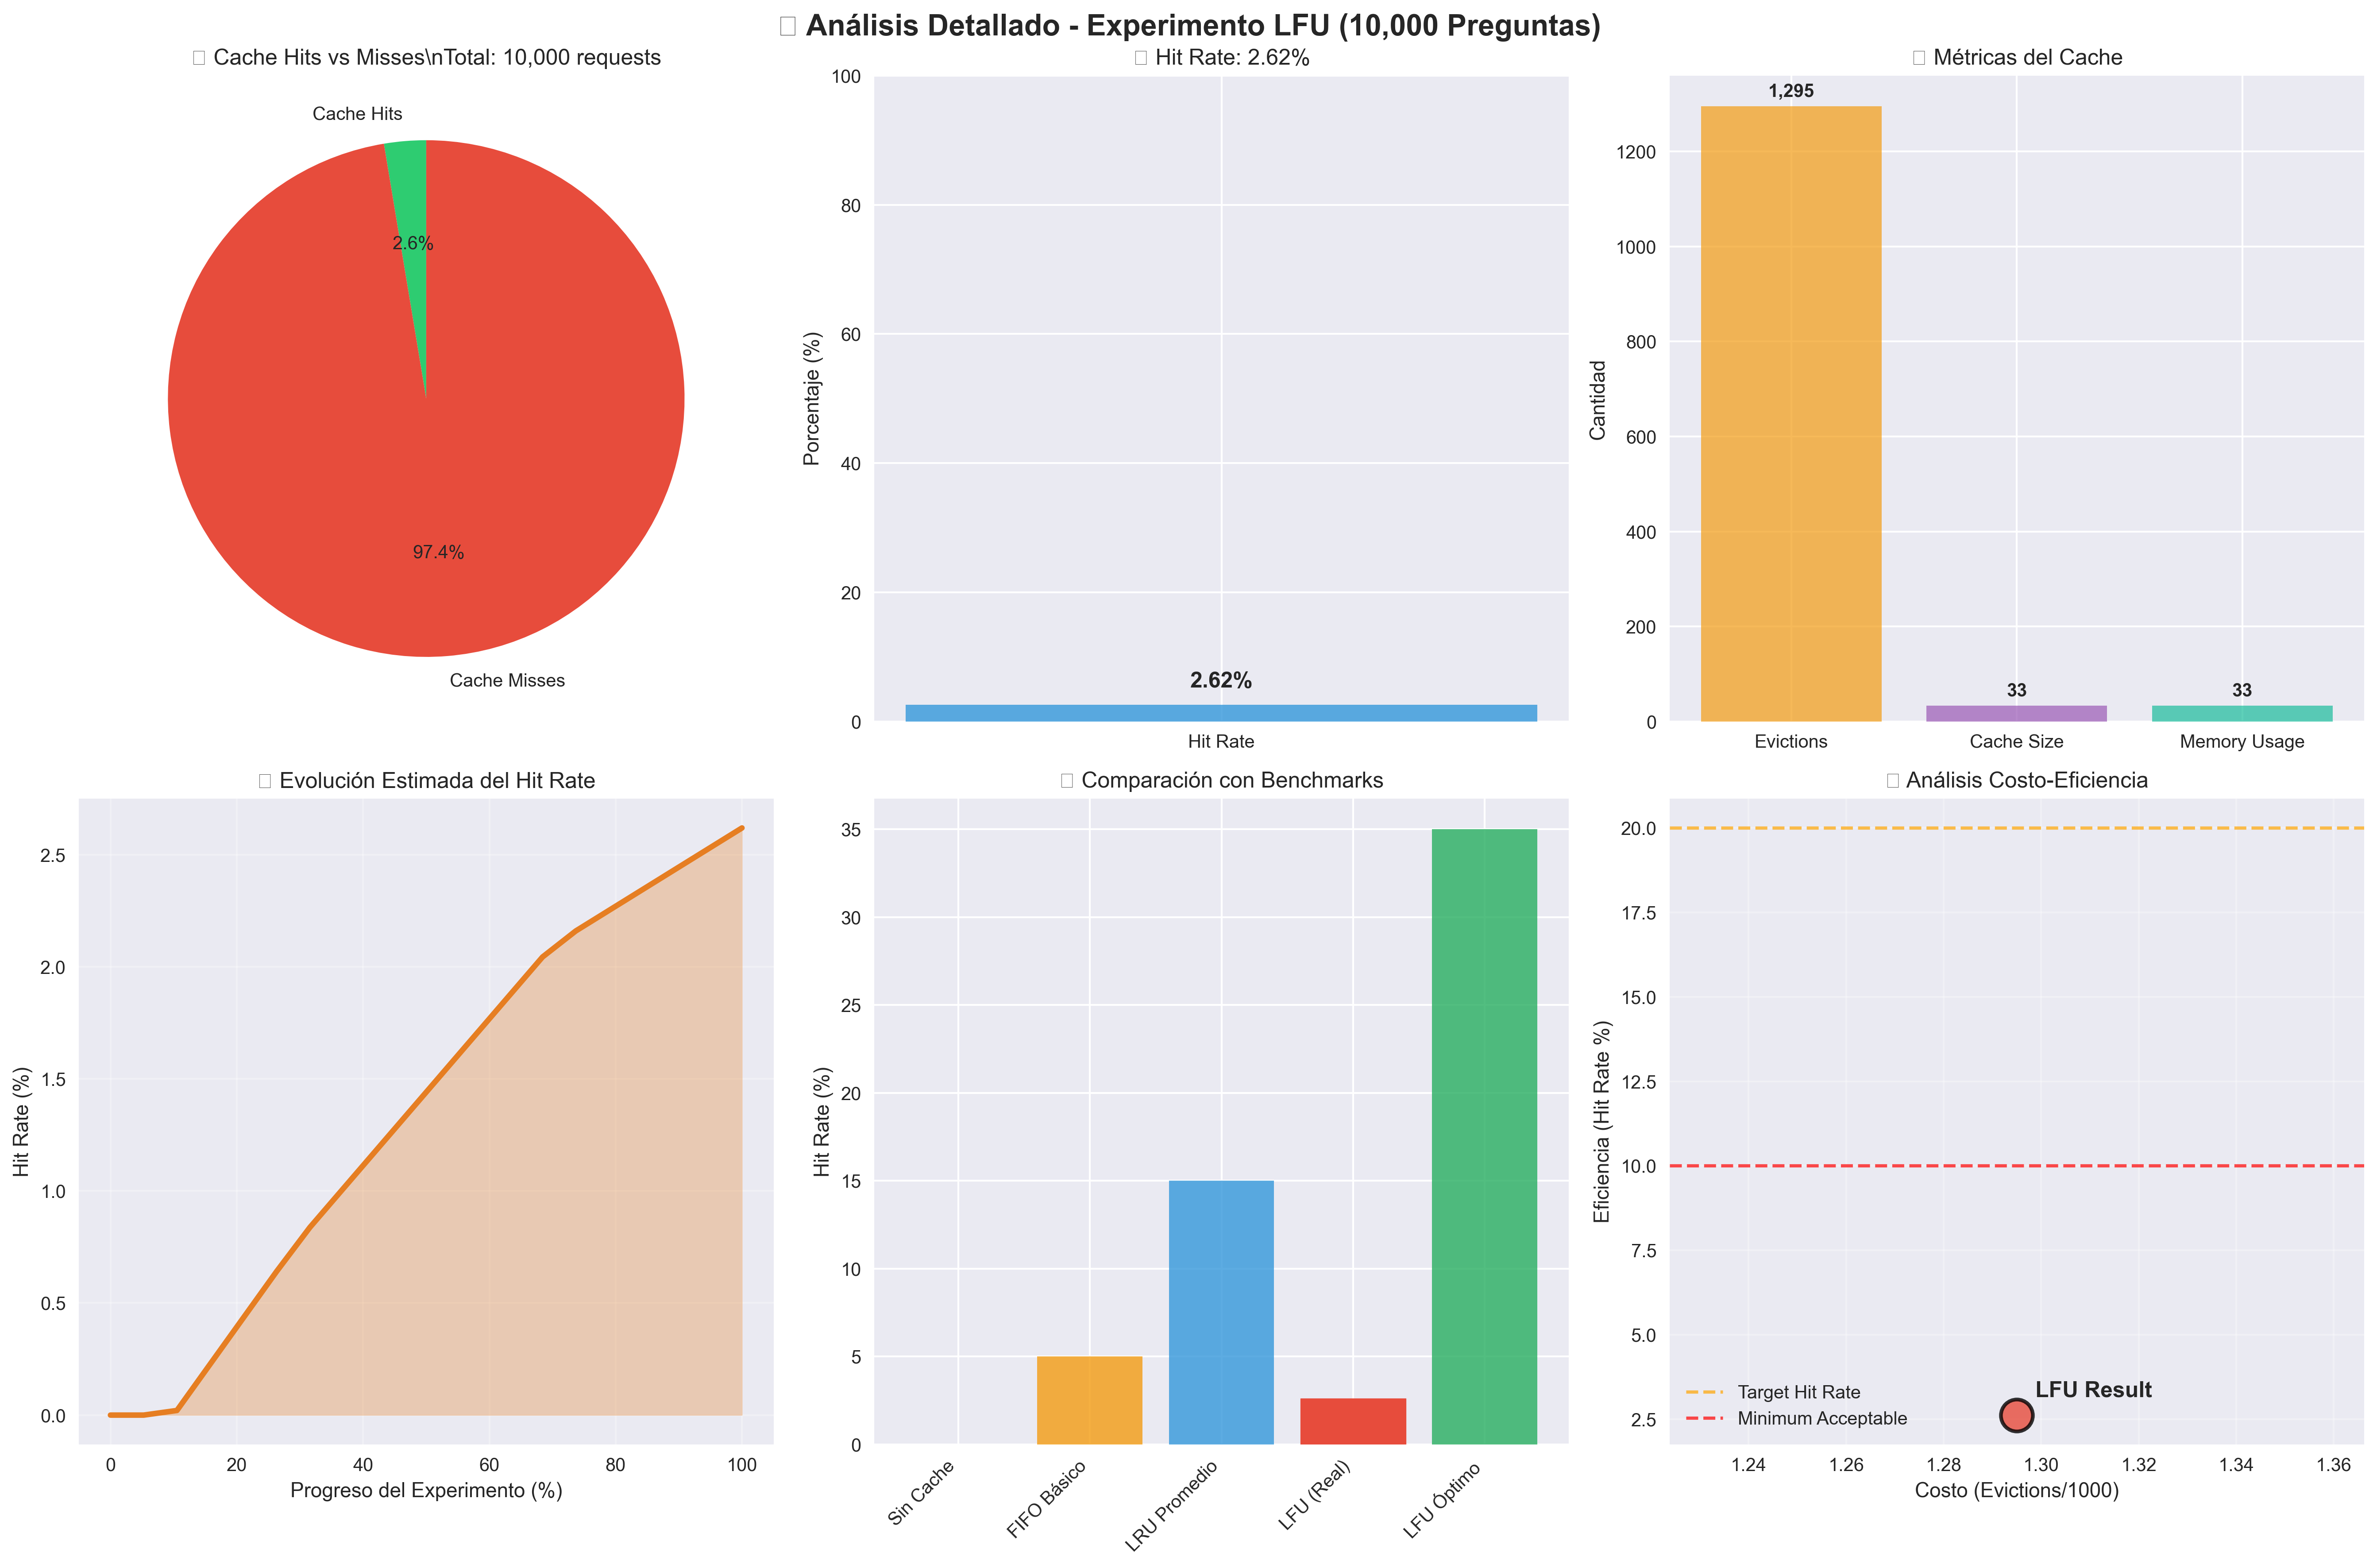 Análisis Detallado - Experimento LFU (10,000 Preguntas)
Cache Hits vs Misses\nTotal: 10,000 requests
Cache Hits
2.6%
97.4%
Cache Misses
Hit Rate: 2.62%
Porcentaje (%)
100
80
60
40
20
0
2.62%
Hit Rate
Métricas del Cache
Cantidad
1200
1000
800
600
400
200
0
1,295
33
33
Evictions
Cache Size
Memory Usage
Evolución Estimada del Hit Rate
Hit Rate (%)
2.5
2.0
1.5
1.0
0.5
0.0
0
20
40
60
80
100
Progreso del Experimento (%)
Comparación con Benchmarks
Hit Rate (%)
35
30
25
20
15
10
5
0
Sin Cache
FIFO Básico
LRU Promedio
LFU (Real)
LFU Óptimo
Análisis Costo-Eficiencia
Eficiencia (Hit Rate %)
20.0
17.5
15.0
12.5
10.0
7.5
5.0
2.5
Target Hit Rate
Minimum Acceptable
LFU Result
1.24
1.26
1.28
1.30
1.32
1.34
1.36
Costo (Evictions/1000)